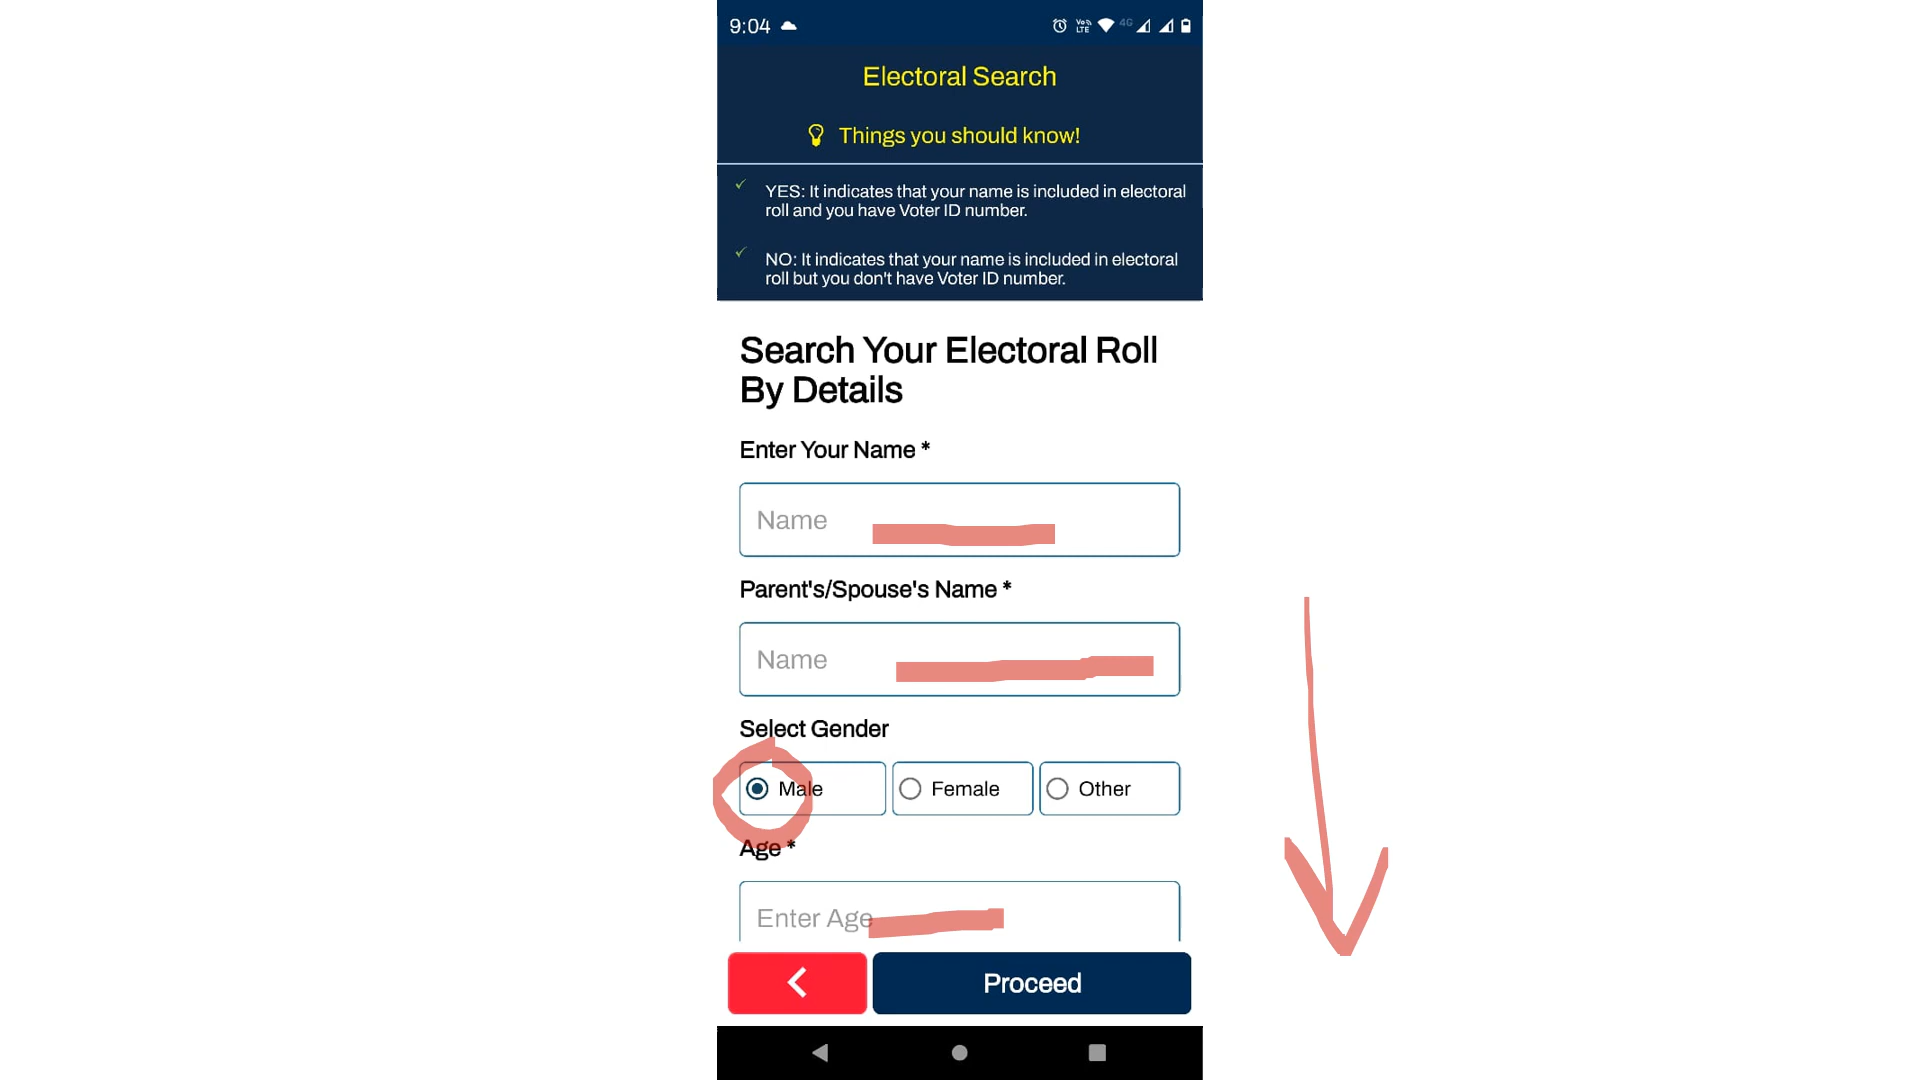 9:04
Vo LTE 4G
Electoral Search
Things you should know!
YES: It indicates that your name is included in electoral
roll and you have Voter ID number.
NO: It indicates that your name is included in electoral
roll but you don't have Voter ID number.
Search Your Electoral Roll
By Details
Enter Your Name *
Name
Parent's/Spouse's Name *
Name
Select Gender
Male Female Other
Age *
Enter Age
Proceed